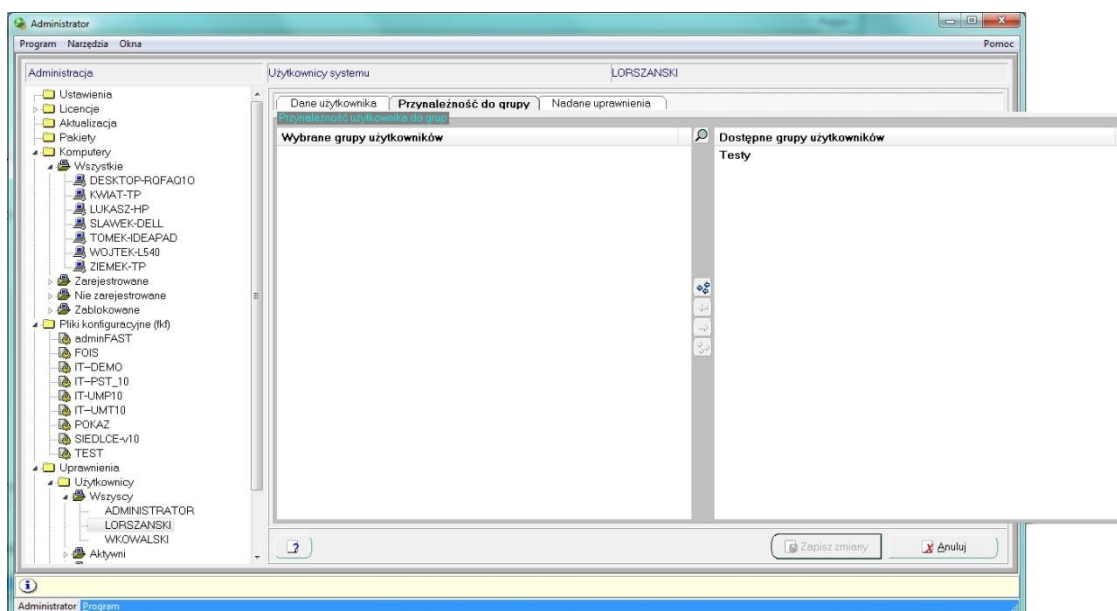 Administrator
Program Narzędzia Okna Pomoc
Administracja
Użytkownicy systemu
LORSZANSKI
Ustawienia
Licencje
Aktualizacja
Pakiety
Komputery
Wszystkie
DESKTOP-RQFAQ1O
KWIAT-TP
LUKASZ-HP
SLAWEK-DELL
TOMEK-IDEAPAD
WOJTEK-L540
ZIEMEK-TP
Zarejestrowane
Nie zarejestrowane
Zablokowane
Pliki konfiguracyjne (fkf)
adminFAST
FOIS
IT-DEMO
IT-PST_10
IT-UMP10
IT-UMT10
POKAZ
SIEDLCE-v10
TEST
Uprawnienia
Użytkownicy
Wszyscy
ADMINISTRATOR
LORSZANSKI
WKOWALSKI
Aktywni
Dane użytkownika Przynależność do grupy Nadane uprawnienia
Przynależność użytkownika do grup
Wybrane grupy użytkowników
Dostępne grupy użytkowników
Testy
Zapisz zmiany Anuluj
Administrator Program